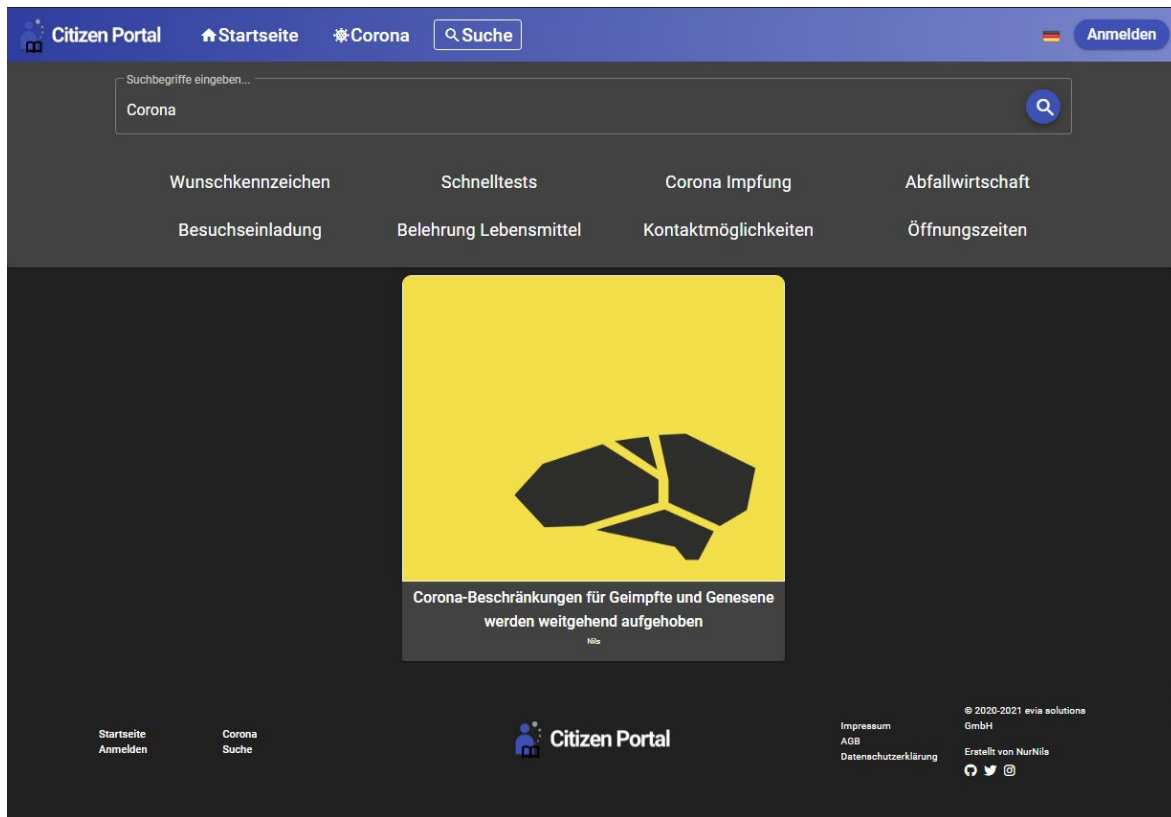 Citizen Portal Startseite Corona Suche Anmelden
Suchbegriffe eingeben...
Corona
Wunschkennzeichen Schnelltests Corona Impfung Abfallwirtschaft
Besuchseinladung Belehrung Lebensmittel Kontaktmöglichkeiten Öffnungszeiten
Corona-Beschränkungen für Geimpfte und Genesene
werden weitgehend aufgehoben
Nils
Startseite Corona
Anmelden Suche
Citizen Portal
Impressum
AGB
Datenschutzerklärung
© 2020-2021 evia solutions
GmbH
Erstellt von NurNils